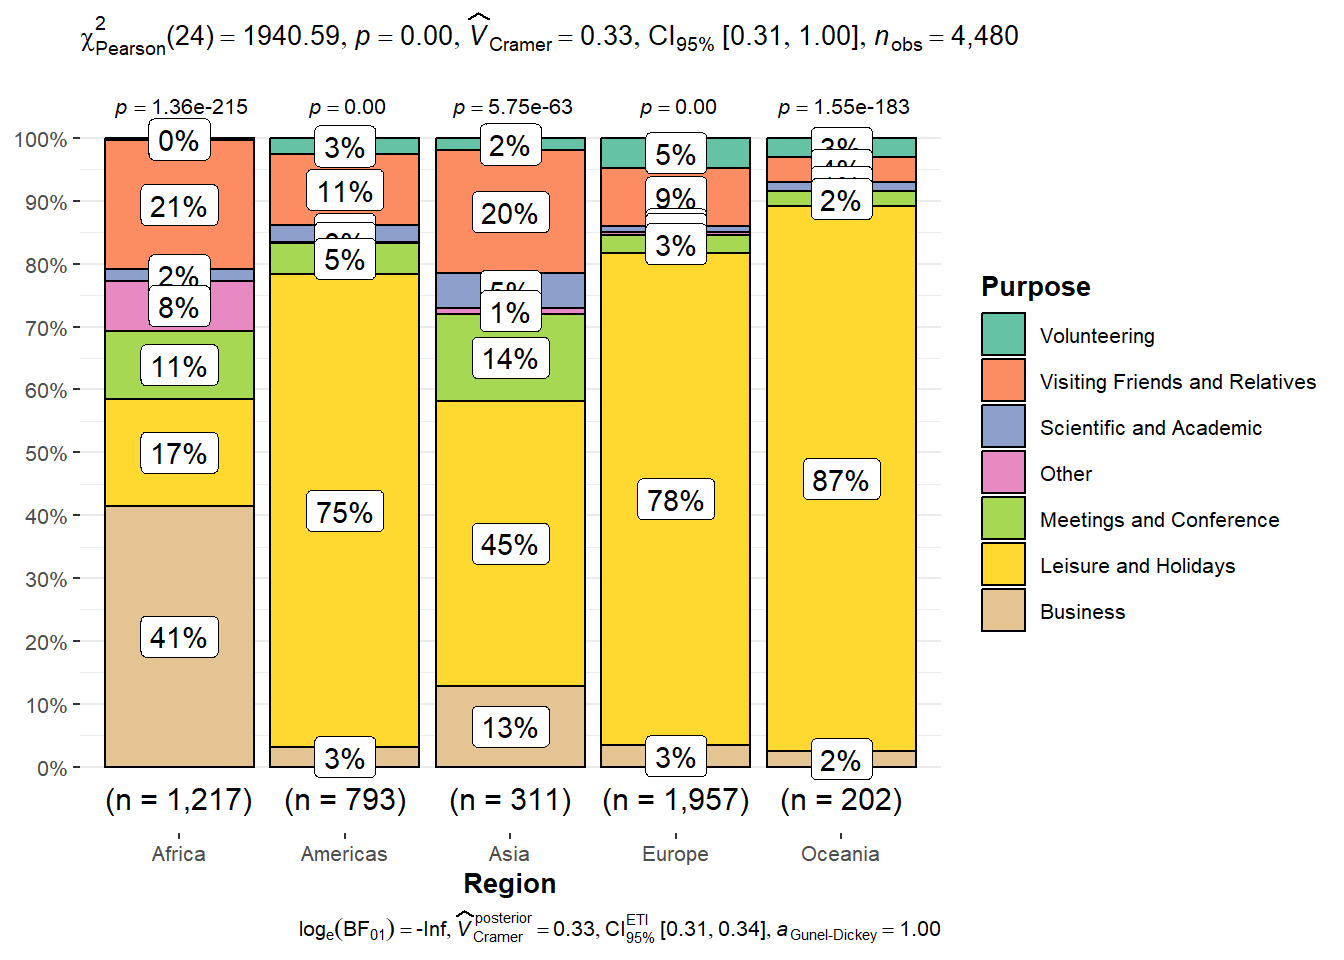 χ²Pearson(24) = 1940.59, p = 0.00, V̂Cramer = 0.33, CI95% [0.31, 1.00], nobs = 4,480
p = 1.36e-215 p = 0.00 p = 5.75e-63 p = 0.00 p = 1.55e-183
100%
90%
80%
70%
60%
50%
40%
30%
20%
10%
0%
0%
21%
2%
8%
11%
17%
41%
3%
11%
5%
75%
3%
2%
20%
5%
1%
14%
45%
13%
5%
9%
3%
78%
3%
3%
2%
87%
2%
(n = 1,217) (n = 793) (n = 311) (n = 1,957) (n = 202)
Africa Americas Asia Europe Oceania
Region
Purpose
Volunteering
Visiting Friends and Relatives
Scientific and Academic
Other
Meetings and Conference
Leisure and Holidays
Business
loge(BF01) = -Inf, V̂posterior Cramer = 0.33, CI ETI 95% [0.31, 0.34], aGunel-Dickey = 1.00